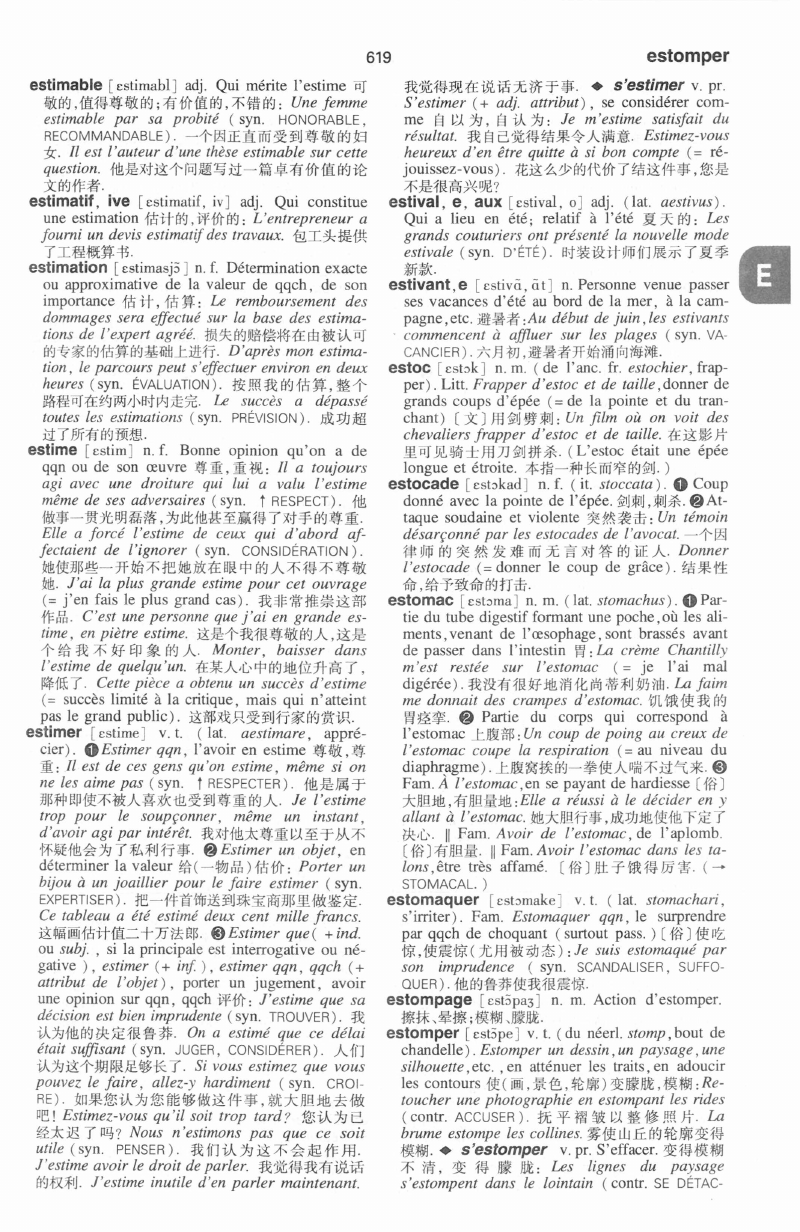 619
estomper
estimable [ɛstimabl] adj. Qui mérite l'estime 可
敬的,值得尊敬的;有价值的,不错的: Une femme
estimable par sa probité (syn. HONORABLE,
RECOMMANDABLE). 一个因正直而受到尊敬的妇
女. Il est l'auteur d'une thèse estimable sur cette
question. 他是对这个问题写过一篇卓有价值的论
文的作者.
estimatif, ive [ɛstimatif, iv] adj. Qui constitue
une estimation 估计的,评价的: L'entrepreneur a
fourni un devis estimatif des travaux. 包工头提供
了工程概算书.
estimation [ɛstimasjɔ̃] n. f. Détermination exacte
ou approximative de la valeur de qqch, de son
importance 估计,估算: Le remboursement des
dommages sera effectué sur la base des estima-
tions de l'expert agréé. 损失的赔偿将在由被认可
的专家的估算的基础上进行. D'après mon estima-
tion, le parcours peut s'effectuer environ en deux
heures (syn. ÉVALUATION). 按照我的估算,整个
路程可在约两小时内走完. Le succès a dépassé
toutes les estimations (syn. PRÉVISION). 成功超
过了所有的预想.
estime [ɛstim] n. f. Bonne opinion qu'on a de
qqn ou de son œuvre 尊重,重视: Il a toujours
agi avec une droiture qui lui a valu l'estime
même de ses adversaires (syn. ↑ RESPECT). 他
做事一贯光明磊落,为此他甚至赢得了对手的尊重.
Elle a forcé l'estime de ceux qui d'abord af-
fectaient de l'ignorer (syn. CONSIDÉRATION).
她使那些一开始不把她放在眼中的人不得不尊敬
她. J'ai la plus grande estime pour cet ouvrage
(= j'en fais le plus grand cas). 我非常推崇这部
作品. C'est une personne que j'ai en grande es-
time, en piètre estime. 这是个我很尊敬的人,这是
个给我不好印象的人. Monter, baisser dans
l'estime de quelqu'un. 在某人心中的地位升高了,
降低了. Cette pièce a obtenu un succès d'estime
(= succès limité à la critique, mais qui n'atteint
pas le grand public). 这部戏只受到行家的赏识.
estimer [ɛstime] v. t. (lat. aestimare, appré-
cier). ❶Estimer qqn, l'avoir en estime 尊敬,尊
重: Il est de ces gens qu'on estime, même si on
ne les aime pas (syn. ↑ RESPECTER). 他是属于
那种即使不被人喜欢也受到尊重的人. Je l'estime
trop pour le soupçonner, même un instant,
d'avoir agi par intérêt. 我对他太尊重以至于从不
怀疑他会为了私利行事. ❷Estimer un objet, en
déterminer la valeur 给(一物品)估价: Porter un
bijou à un joaillier pour le faire estimer (syn.
EXPERTISER). 把一件首饰送到珠宝商那里做鉴定.
Ce tableau a été estimé deux cent mille francs.
这幅画估计值二十万法郎. ❸Estimer que( +ind.
ou subj. , si la principale est interrogative ou né-
gative ), estimer (+ inf. ), estimer qqn, qqch (+
attribut de l'objet), porter un jugement, avoir
une opinion sur qqn, qqch 评价: J'estime que sa
décision est bien imprudente (syn. TROUVER). 我
认为他的决定很鲁莽. On a estimé que ce délai
était suffisant (syn. JUGER, CONSIDÉRER). 人们
认为这个期限足够长了. Si vous estimez que vous
pouvez le faire, allez-y hardiment (syn. CROI-
RE). 如果您认为您能够做这件事,就大胆地去做
吧! Estimez-vous qu'il soit trop tard? 您认为已
经太迟了吗? Nous n'estimons pas que ce soit
utile (syn. PENSER). 我们认为这不会起作用.
J'estime avoir le droit de parler. 我觉得我有说话
的权利. J'estime inutile d'en parler maintenant.
我觉得现在说话无济于事. ◆ s'estimer v. pr.
S'estimer (+ adj. attribut), se considérer com-
me 自以为,自认为: Je m'estime satisfait du
résultat. 我自己觉得结果令人满意. Estimez-vous
heureux d'en être quitte à si bon compte (= ré-
jouissez-vous). 花这么少的代价了结这件事,您是
不是很高兴呢?
estival, e, aux [ɛstival, o] adj. (lat. aestivus).
Qui a lieu en été; relatif à l'été 夏天的: Les
grands couturiers ont présenté la nouvelle mode
estivale (syn. D'ÉTÉ). 时装设计师们展示了夏季
新款.
E
estivant,e [ɛstivɑ̃, ɑ̃t] n. Personne venue passer
ses vacances d'été au bord de la mer, à la cam-
pagne,etc. 避暑者:Au début de juin,les estivants
commencent à affluer sur les plages (syn. VA-
CANCIER).六月初,避暑者开始涌向海滩.
estoc [ɛstɔk] n. m. (de l'anc. fr. estochier, frap-
per). Litt. Frapper d'estoc et de taille,donner de
grands coups d'épée (= de la pointe et du tran-
chant)〔文〕用剑劈刺: Un film où on voit des
chevaliers frapper d'estoc et de taille. 在这影片
里可见骑士用刀剑拼杀. (L'estoc était une épée
longue et étroite. 本指一种长而窄的剑.)
estocade [ɛstɔkad] n. f. (it. stoccata). ❶ Coup
donné avec la pointe de l'épée. 剑刺,刺杀. ❷At-
taque soudaine et violente 突然袭击: Un témoin
désarçonné par les estocades de l'avocat. 一个因
律师的突然发难而无言对答的证人. Donner
l'estocade (= donner le coup de grâce). 结果性
命,给予致命的打击.
estomac [ɛstɔma] n. m. (lat. stomachus). ❶Par-
tie du tube digestif formant une poche,où les ali-
ments,venant de l'œsophage,sont brassés avant
de passer dans l'intestin 胃:La crème Chantilly
m'est restée sur l'estomac (= je l'ai mal
digérée).我没有很好地消化尚蒂利奶油. La faim
me donnait des crampes d'estomac. 饥饿使我的
胃痉挛. ❷ Partie du corps qui correspond à
l'estomac 上腹部:Un coup de poing au creux de
l'estomac coupe la respiration (= au niveau du
diaphragme).上腹窝挨的一拳使人喘不过气来. ❸
Fam. À l'estomac,en se payant de hardiesse〔俗〕
大胆地,有胆量地:Elle a réussi à le décider en y
allant à l'estomac. 她大胆行事,成功地使他下定了
决心. ‖ Fam. Avoir de l'estomac, de l'aplomb.
〔俗〕有胆量. ‖ Fam. Avoir l'estomac dans les ta-
lons,être très affamé. 〔俗〕肚子饿得厉害. (→
STOMACAL.)
estomaquer [ɛstɔmake] v. t. ( lat. stomachari,
s'irriter). Fam. Estomaquer qqn, le surprendre
par qqch de choquant (surtout pass.)〔俗〕使吃
惊,使震惊(尤用被动态):Je suis estomaqué par
son imprudence ( syn. SCANDALISER, SUFFO-
QUER).他的鲁莽使我很震惊.
estompage [ɛstɔ̃paʒ] n. m. Action d'estomper.
擦抹、晕擦;模糊、朦胧.
estomper [ɛstɔ̃pe] v. t. (du néerl. stomp,bout de
chandelle). Estomper un dessin,un paysage,une
silhouette,etc. ,en atténuer les traits,en adoucir
les contours 使(画,景色,轮廓)变朦胧,模糊:Re-
toucher une photographie en estompant les rides
(contr. ACCUSER). 抚平褶皱以整修照片. La
brume estompe les collines. 雾使山丘的轮廓变得
模糊. ◆ s'estomper v. pr. S'effacer. 变得模糊
不清, 变得朦胧: Les lignes du paysage
s'estompent dans le lointain (contr. SE DÉTAC-